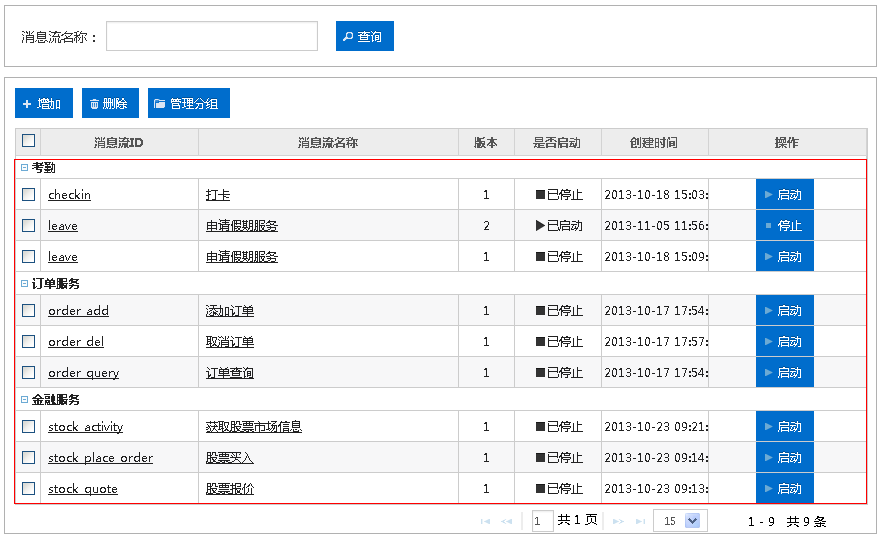 消息流名称： 查询
增加 删除 管理分组
消息流ID 消息流名称 版本 是否启动 创建时间 操作
考勤
checkin 打卡 1 已停止 2013-10-18 15:03: 启动
leave 申请假期服务 2 已启动 2013-11-05 11:56: 停止
leave 申请假期服务 1 已停止 2013-10-18 15:09: 启动
订单服务
order_add 添加订单 1 已停止 2013-10-17 17:54: 启动
order_del 取消订单 1 已停止 2013-10-17 17:57: 启动
order_query 订单查询 1 已停止 2013-10-17 17:54: 启动
金融服务
stock_activity 获取股票市场信息 1 已停止 2013-10-23 09:21: 启动
stock_place_order 股票买入 1 已停止 2013-10-23 09:14: 启动
stock_quote 股票报价 1 已停止 2013-10-23 09:13: 启动
1 共 1 页 15 1 - 9 共 9 条